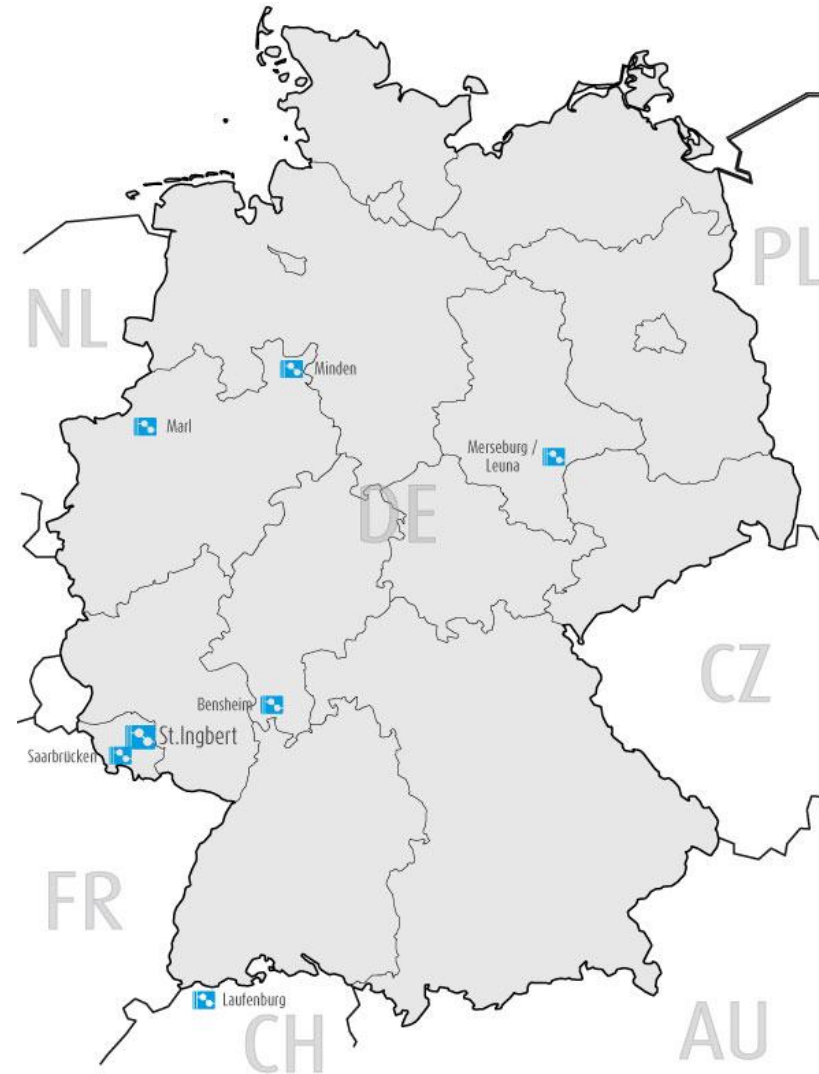 PL
NL
Minden
Marl
Merseburg /
Leuna
DE
CZ
Bensheim
St.Ingbert
Saarbrücken
FR
Laufenburg
CH
AU